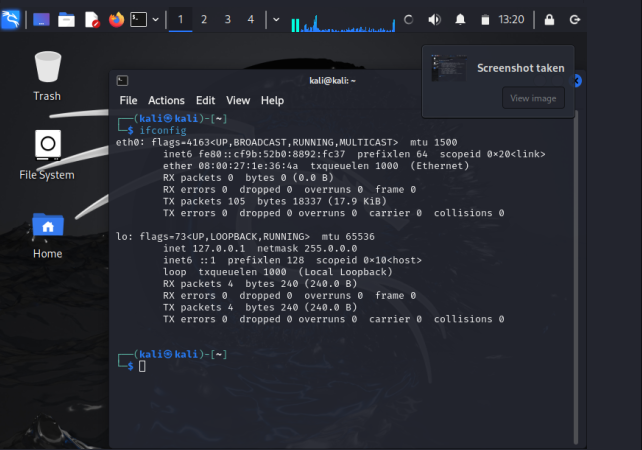 1 2 3 4 13:20
Trash
File System
Home
Screenshot taken
View image
kali@kali: ~
File Actions Edit View Help
┌──(kali㉿kali)-[~]
└─$ ifconfig
eth0: flags=4163<UP,BROADCAST,RUNNING,MULTICAST> mtu 1500
inet6 fe80::cf9b:52b0:8892:fc37 prefixlen 64 scopeid 0×20<link>
ether 08:00:27:1e:36:4a txqueuelen 1000 (Ethernet)
RX packets 0 bytes 0 (0.0 B)
RX errors 0 dropped 0 overruns 0 frame 0
TX packets 105 bytes 18337 (17.9 KiB)
TX errors 0 dropped 0 overruns 0 carrier 0 collisions 0
lo: flags=73<UP,LOOPBACK,RUNNING> mtu 65536
inet 127.0.0.1 netmask 255.0.0.0
inet6 ::1 prefixlen 128 scopeid 0×10<host>
loop txqueuelen 1000 (Local Loopback)
RX packets 4 bytes 240 (240.0 B)
RX errors 0 dropped 0 overruns 0 frame 0
TX packets 4 bytes 240 (240.0 B)
TX errors 0 dropped 0 overruns 0 carrier 0 collisions 0
┌──(kali㉿kali)-[~]
└─$